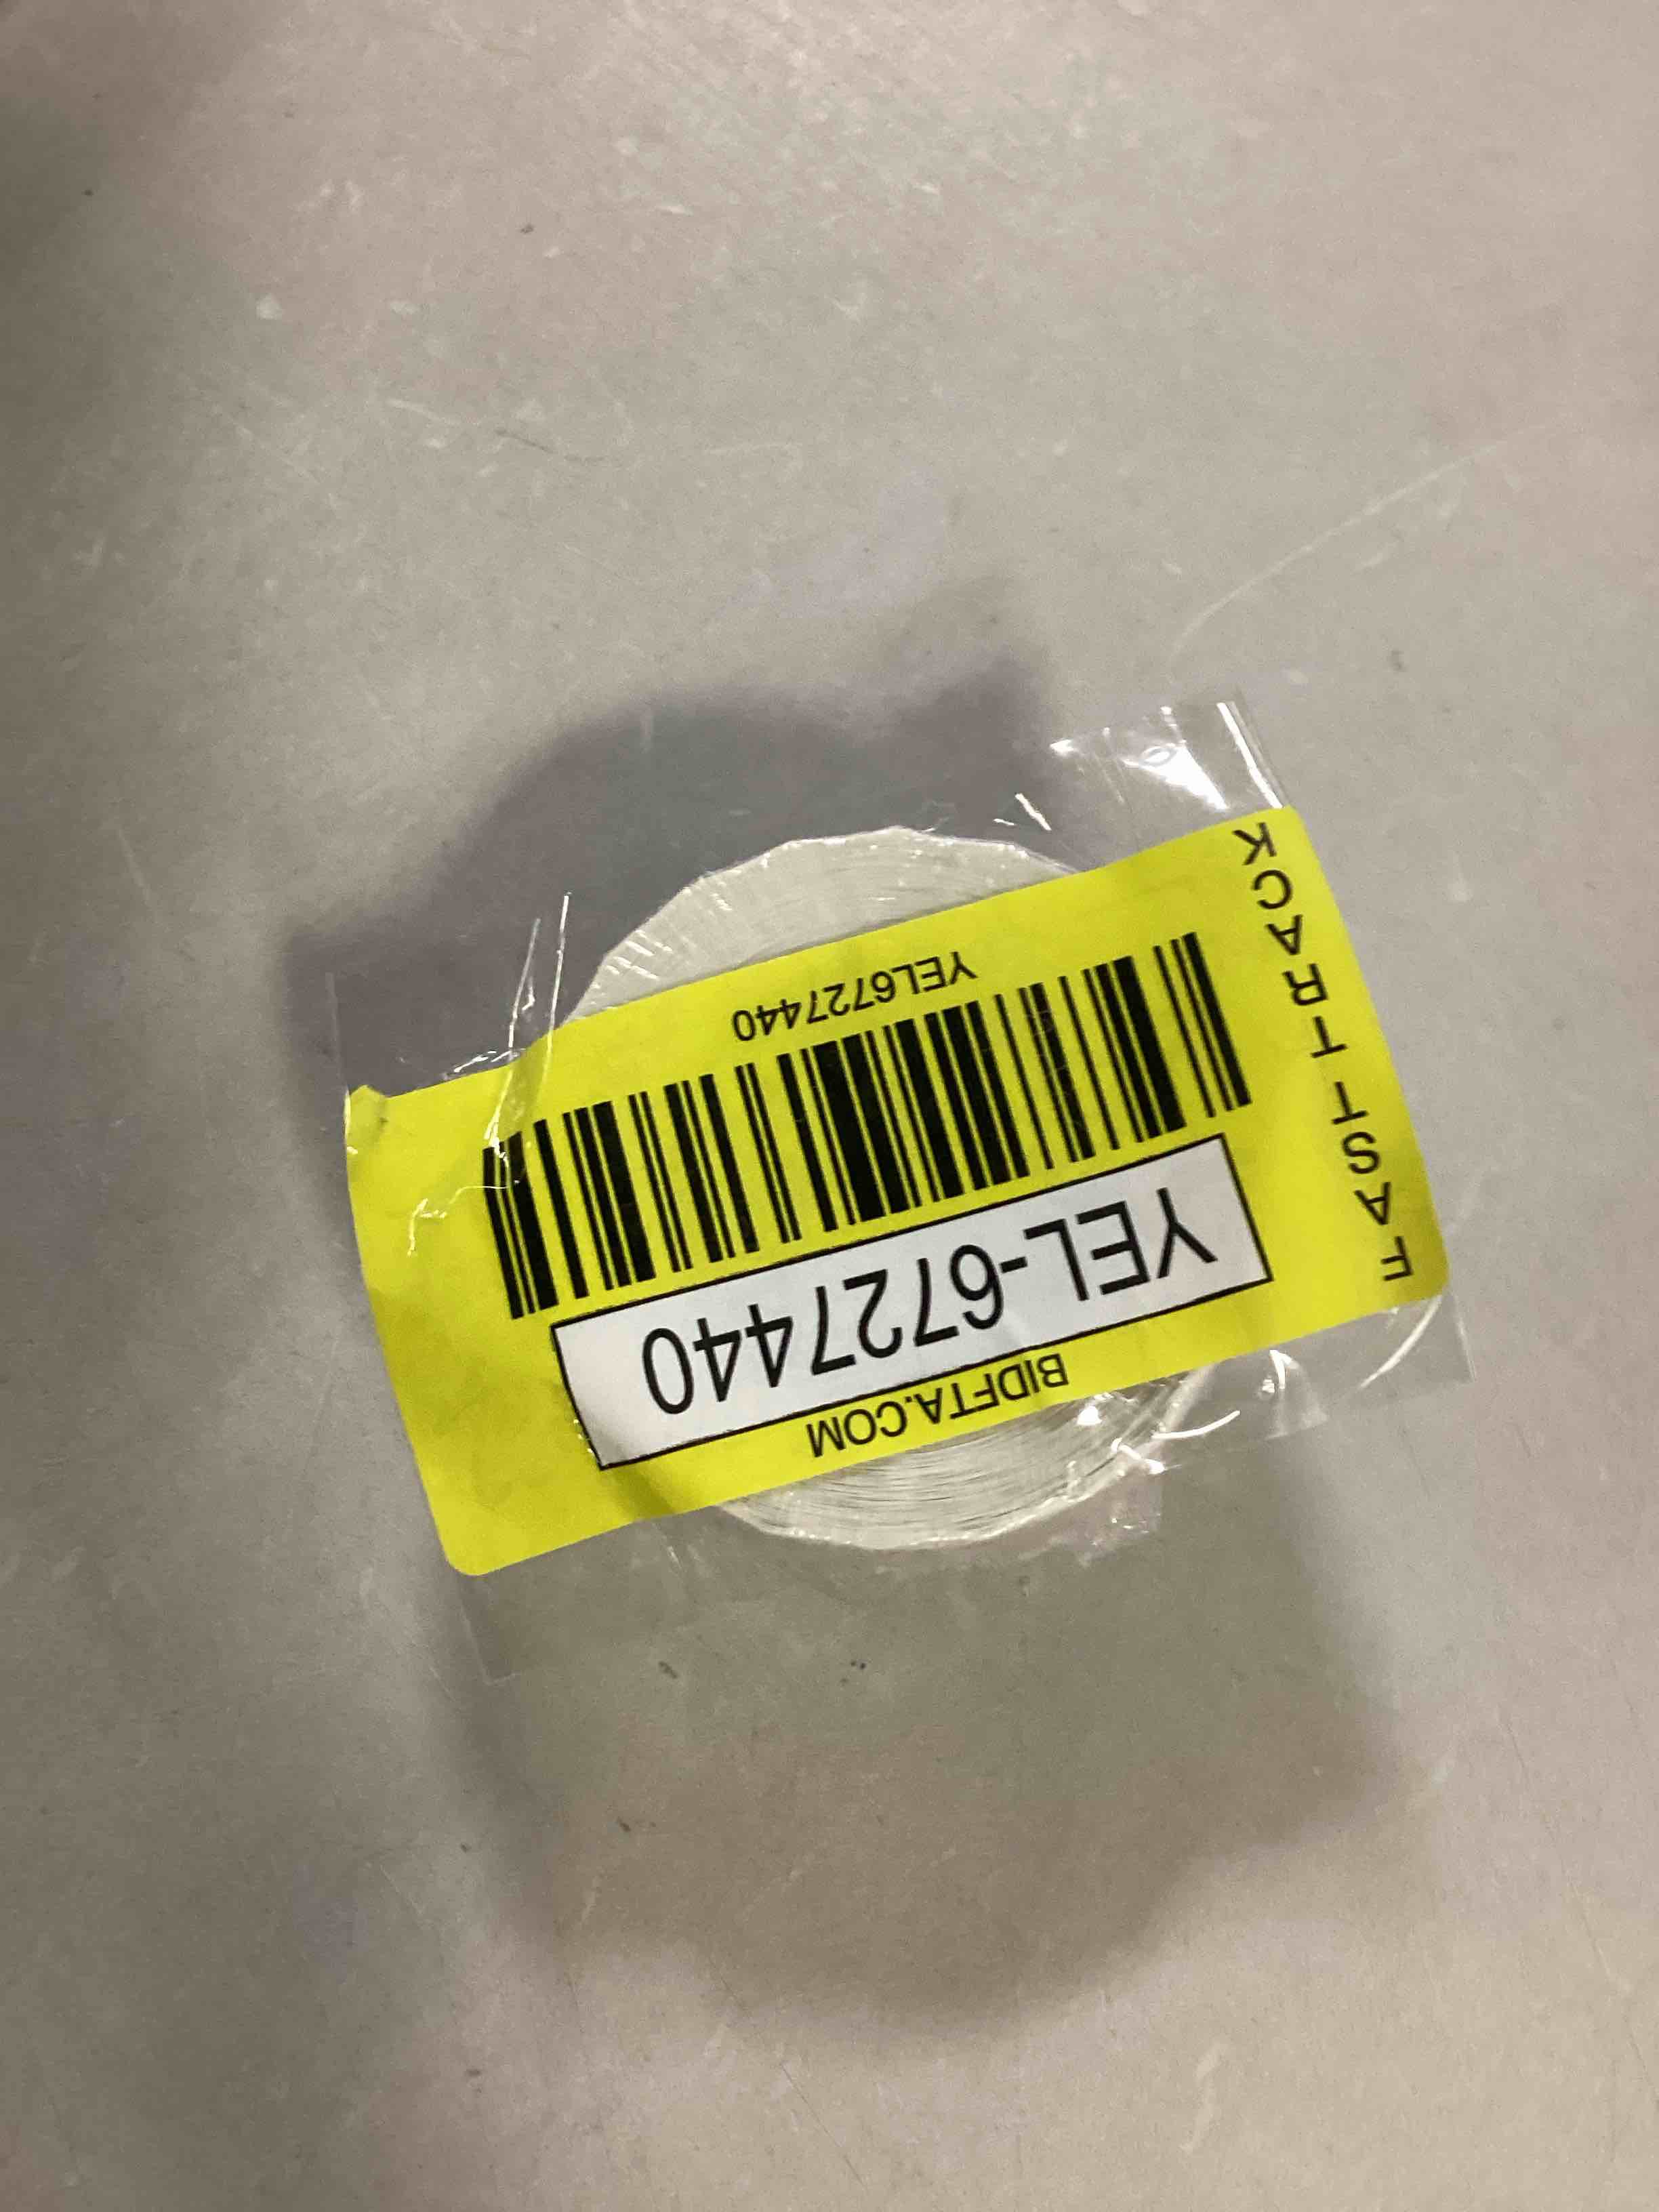 BIDFTA.COM
YEL-6727440
YEL6727440
FAST TRACK